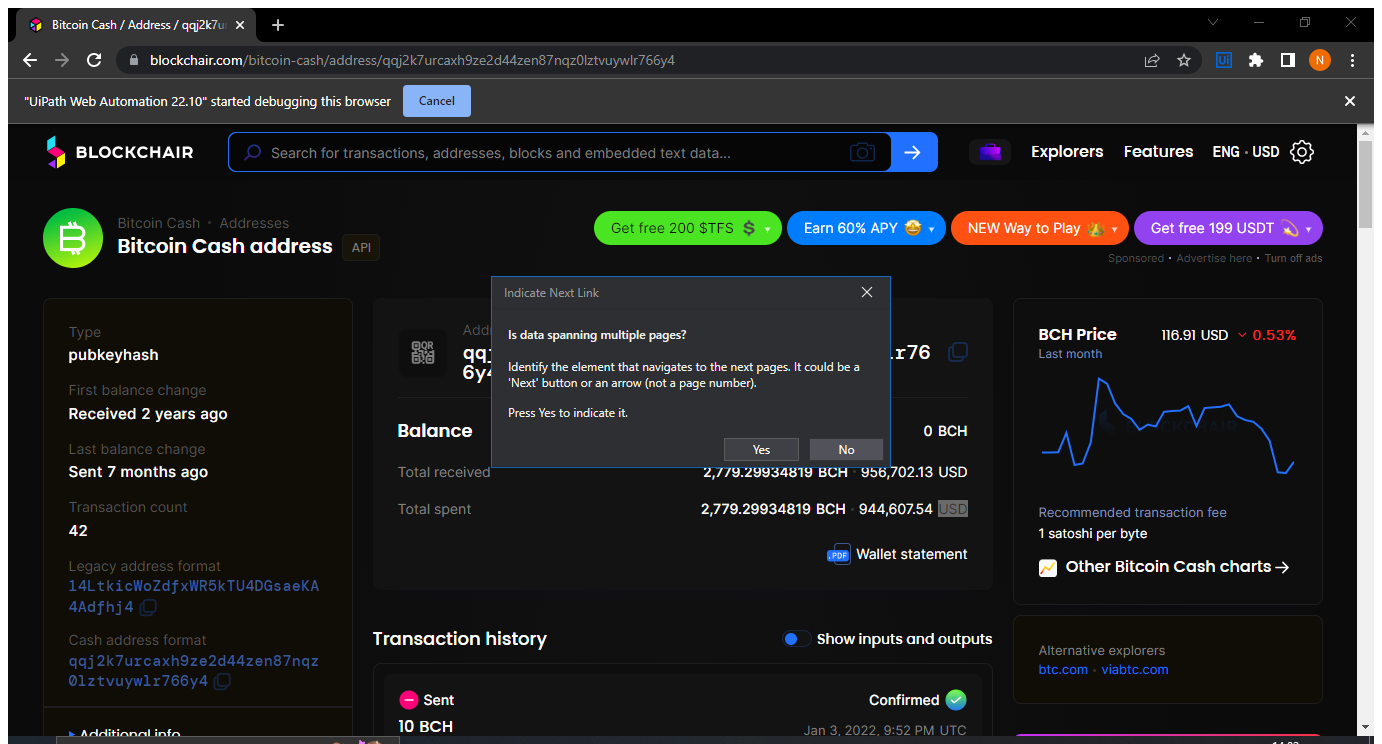 Bitcoin Cash / Address / qqj2k7u
blockchair.com/bitcoin-cash/address/qqj2k7urcaxh9ze2d44zen87nqz0lztvuywlr766y4
Ui
N
"UiPath Web Automation 22.10" started debugging this browser
Cancel
BLOCKCHAIR
Search for transactions, addresses, blocks and embedded text data...
Explorers
Features
ENG · USD
Bitcoin Cash · Addresses
Bitcoin Cash address
API
Get free 200 $TFS
Earn 60% APY
NEW Way to Play
Get free 199 USDT
Sponsored · Advertise here · Turn off ads
Type
pubkeyhash
First balance change
Received 2 years ago
Last balance change
Sent 7 months ago
Transaction count
42
Legacy address format
14LtkicWoZdfxWR5kTU4DGsaeKA
4Adfhj4
Cash address format
qqj2k7urcaxh9ze2d44zen87nqz
0lztvuywlr766y4
Additional info
QR
Indicate Next Link
Is data spanning multiple pages?
Identify the element that navigates to the next pages. It could be a
'Next' button or an arrow (not a page number).
Press Yes to indicate it.
Yes
No
Balance
0 BCH
Total received
2,779.29934819 BCH · 956,702.13 USD
Total spent
2,779.29934819 BCH · 944,607.54 USD
.PDF Wallet statement
Transaction history
Show inputs and outputs
Sent
Confirmed
10 BCH
Jan 3, 2022, 9:52 PM UTC
BCH Price
116.91 USD
0.53%
Last month
BLOCKCHAIR
Recommended transaction fee
1 satoshi per byte
Other Bitcoin Cash charts →
Alternative explorers
btc.com · viabtc.com